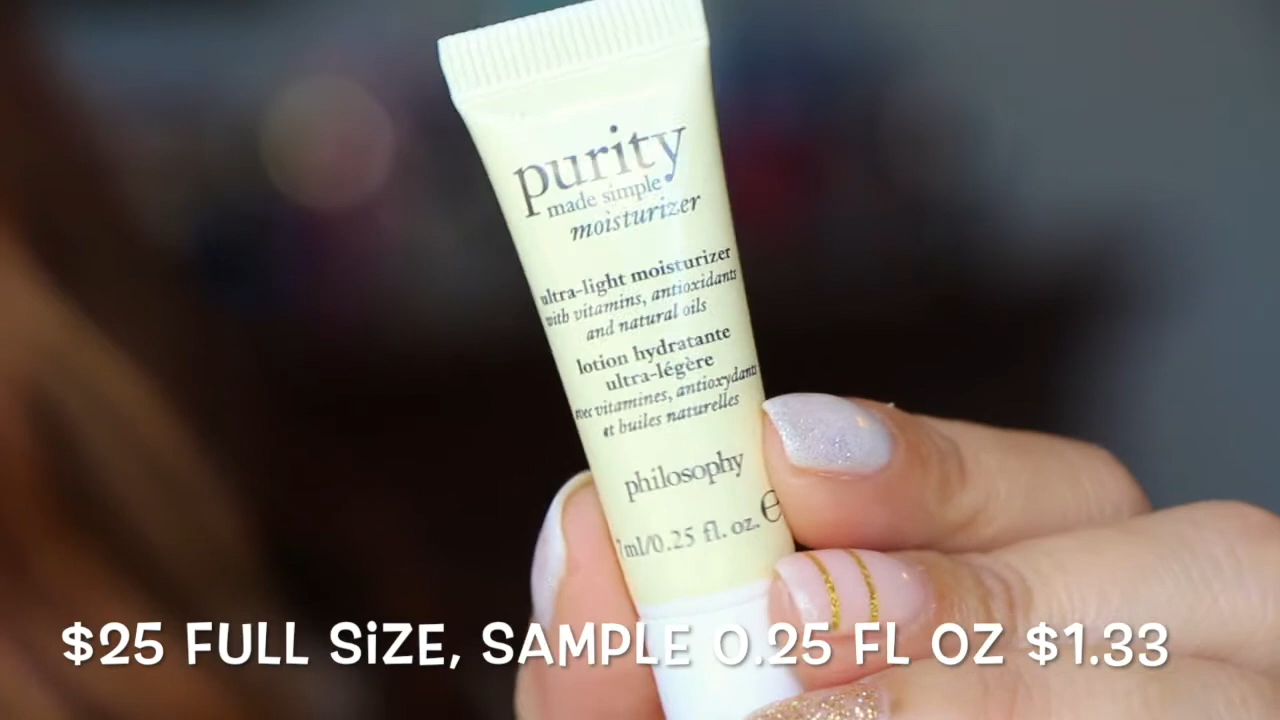 purity
made simple
moisturizer
ultra-light moisturizer
with vitamins, antioxidants
and natural oils
lotion hydratante
ultra-légère
avec vitamines, antioxydants
et huiles naturelles
philosophy
7ml/0.25 fl. oz. e
$25 FULL SiZE, SAMPLE 0.25 FL OZ $1.33